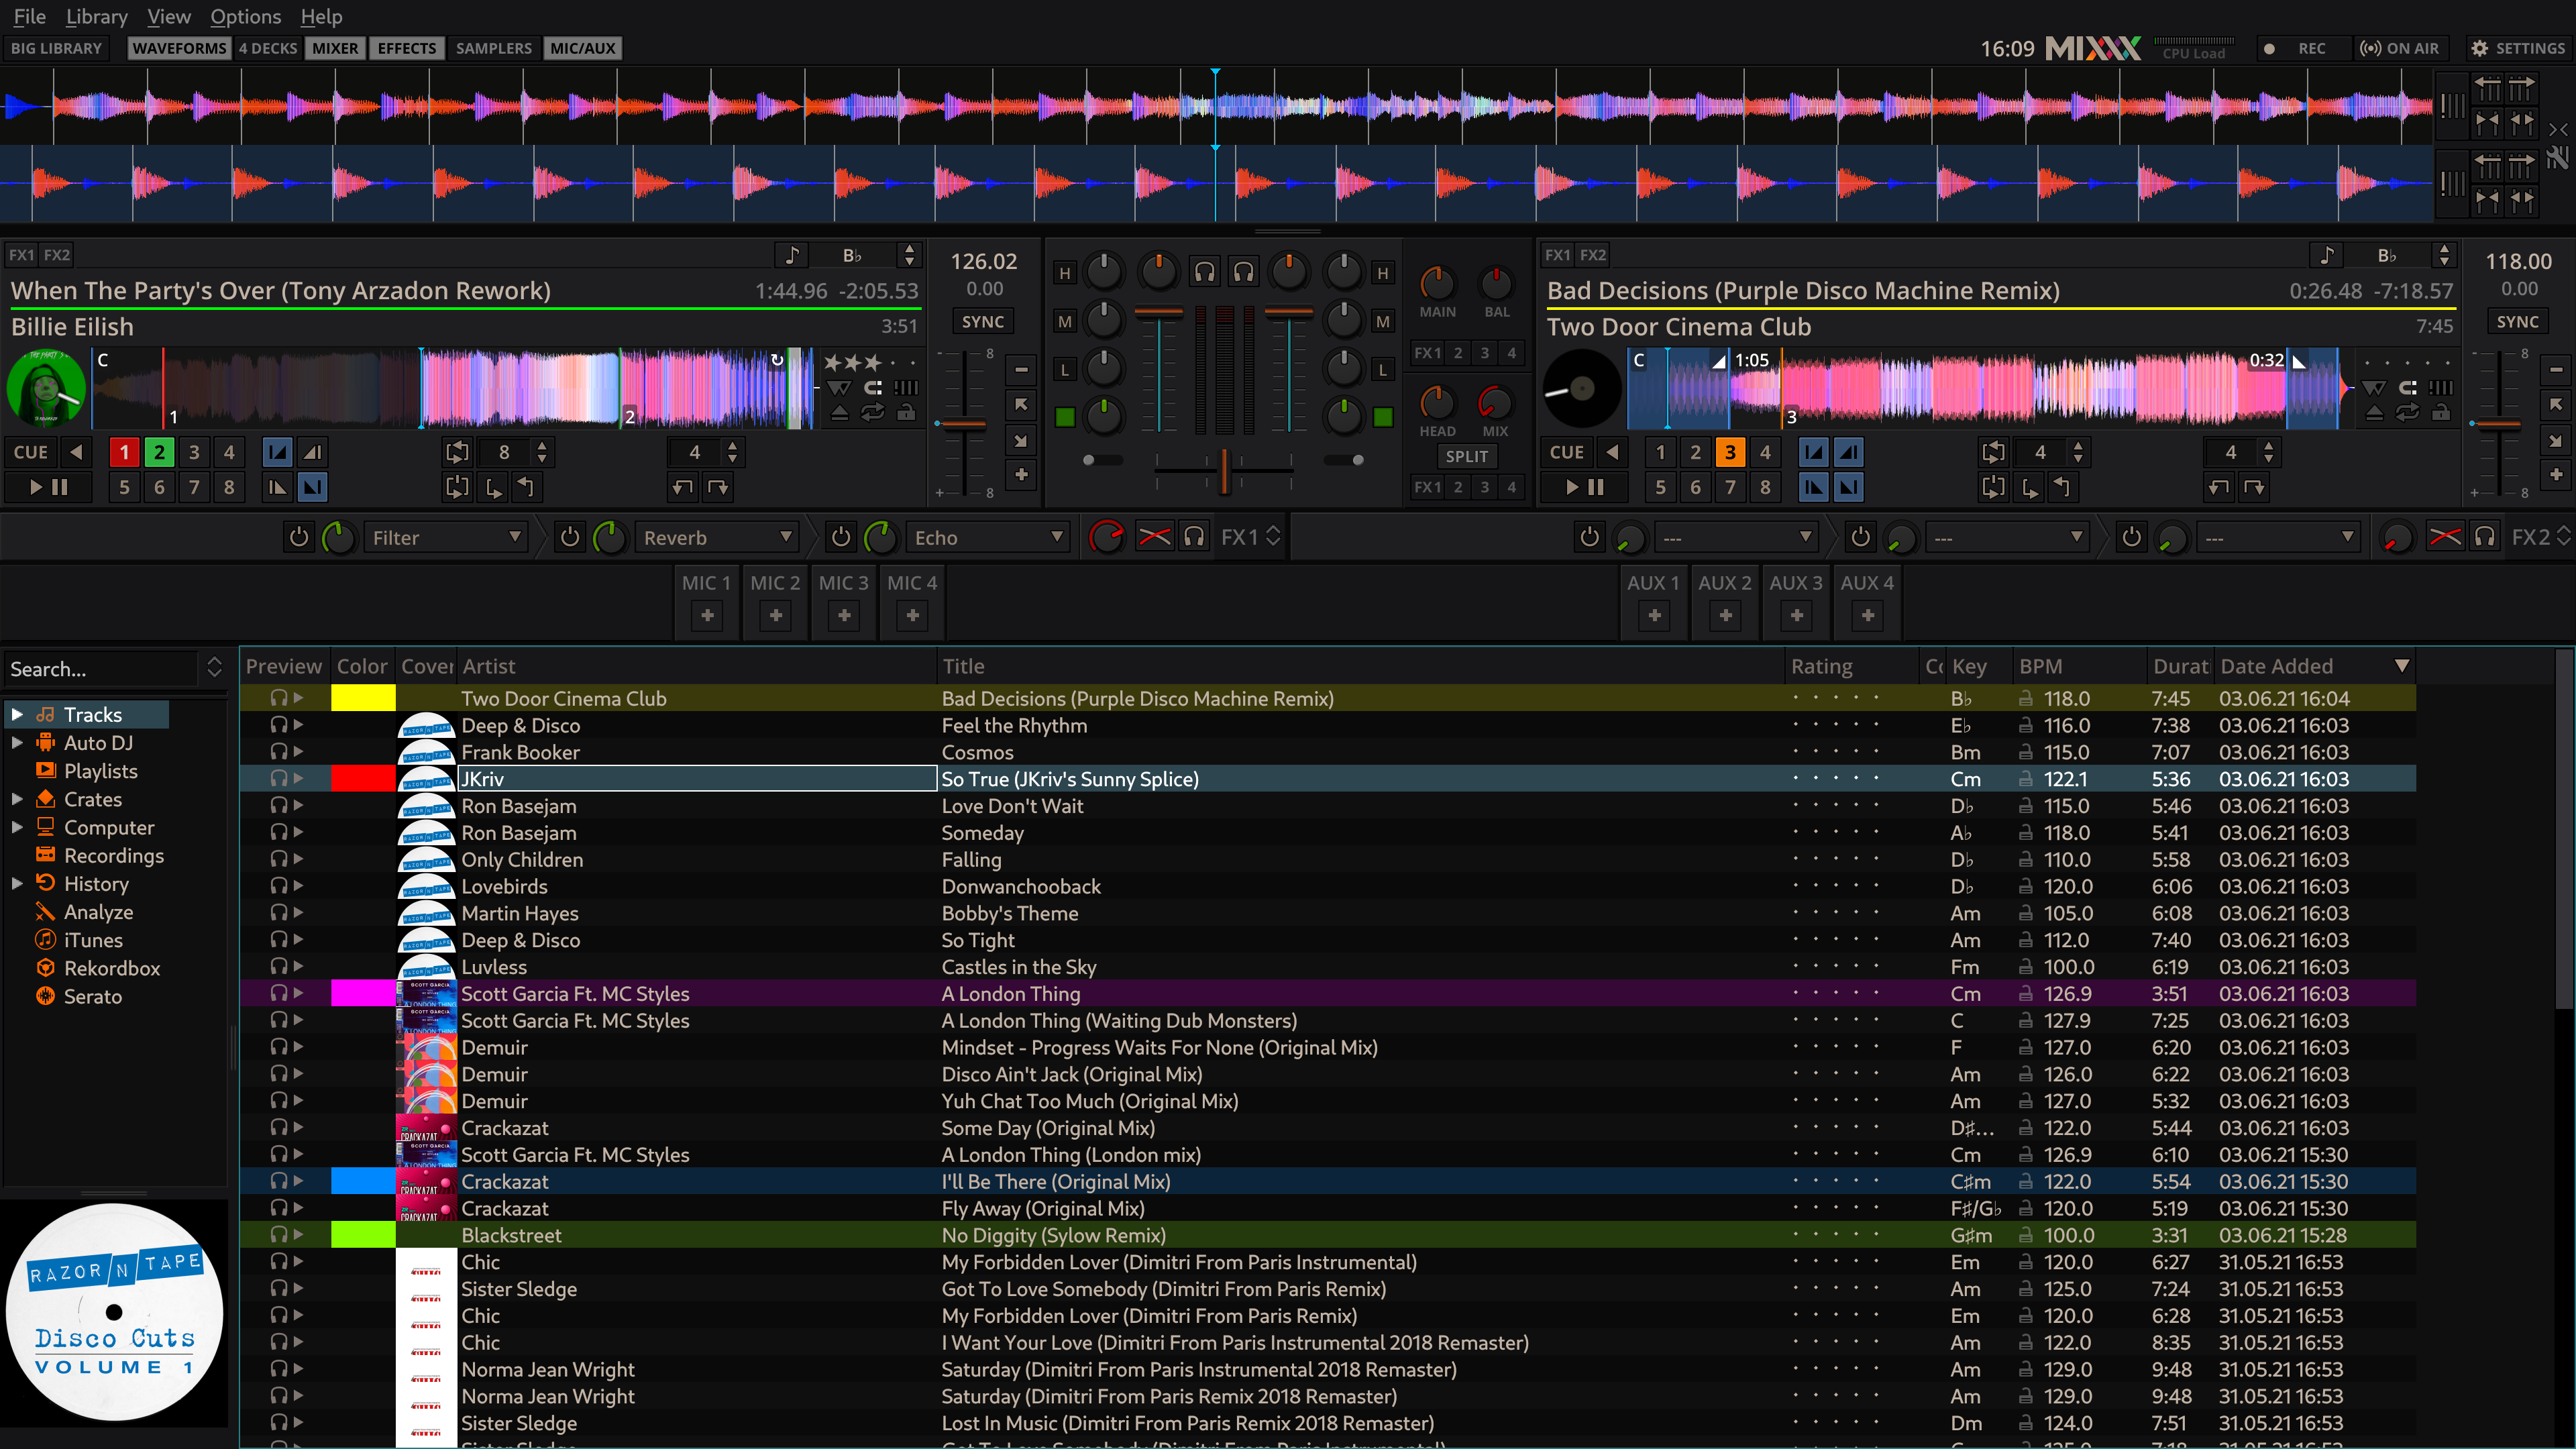 File Library View Options Help
BIG LIBRARY WAVEFORMS 4 DECKS MIXER EFFECTS SAMPLERS MIC/AUX 16:09 MIXXX CPU Load REC ON AIR SETTINGS
FX1 FX2 B♭ 126.02 FX1 FX2 B♭ 118.00
0.00 0.00
When The Party's Over (Tony Arzadon Rework) 1:44.96 -2:05.53 Bad Decisions (Purple Disco Machine Remix) 0:26.48 -7:18.57
Billie Eilish 3:51 SYNC Two Door Cinema Club 7:45 SYNC
H H MAIN BAL
M M
L L FX1 2 3 4
C 1 2 8 C 1:05 3 0:32 8
HEAD MIX
CUE 1 2 3 4 8 4 SPLIT CUE 1 2 3 4 4 4
5 6 7 8 8 FX1 2 3 4 5 6 7 8 8
Filter Reverb Echo FX1 --- --- --- FX2
MIC 1 MIC 2 MIC 3 MIC 4 AUX 1 AUX 2 AUX 3 AUX 4
Search...
Tracks
Auto DJ
Playlists
Crates
Computer
Recordings
History
Analyze
iTunes
Rekordbox
Serato
RAZOR N TAPE
Disco Cuts
VOLUME 1
Preview Color Cover Artist Title Rating Key BPM Durat Date Added
Two Door Cinema Club Bad Decisions (Purple Disco Machine Remix) B♭ 118.0 7:45 03.06.21 16:04
Deep & Disco Feel the Rhythm E♭ 116.0 7:38 03.06.21 16:03
Frank Booker Cosmos Bm 115.0 7:07 03.06.21 16:03
JKriv So True (JKriv's Sunny Splice) Cm 122.1 5:36 03.06.21 16:03
Ron Basejam Love Don't Wait D♭ 115.0 5:46 03.06.21 16:03
Ron Basejam Someday A♭ 118.0 5:41 03.06.21 16:03
Only Children Falling D♭ 110.0 5:58 03.06.21 16:03
Lovebirds Donwanchooback D♭ 120.0 6:06 03.06.21 16:03
Martin Hayes Bobby's Theme Am 105.0 6:08 03.06.21 16:03
Deep & Disco So Tight Am 112.0 7:40 03.06.21 16:03
Luvless Castles in the Sky Fm 100.0 6:19 03.06.21 16:03
Scott Garcia Ft. MC Styles A London Thing Cm 126.9 3:51 03.06.21 16:03
Scott Garcia Ft. MC Styles A London Thing (Waiting Dub Monsters) C 127.9 7:25 03.06.21 16:03
Demuir Mindset - Progress Waits For None (Original Mix) F 127.0 6:20 03.06.21 16:03
Demuir Disco Ain't Jack (Original Mix) Am 126.0 6:22 03.06.21 16:03
Demuir Yuh Chat Too Much (Original Mix) Am 127.0 5:32 03.06.21 16:03
Crackazat Some Day (Original Mix) D♯... 122.0 5:44 03.06.21 16:03
Scott Garcia Ft. MC Styles A London Thing (London mix) Cm 126.9 6:10 03.06.21 15:30
Crackazat I'll Be There (Original Mix) C♯m 122.0 5:54 03.06.21 15:30
Crackazat Fly Away (Original Mix) F♯/G♭ 120.0 5:19 03.06.21 15:30
Blackstreet No Diggity (Sylow Remix) G♯m 100.0 3:31 03.06.21 15:28
Chic My Forbidden Lover (Dimitri From Paris Instrumental) Em 120.0 6:27 31.05.21 16:53
Sister Sledge Got To Love Somebody (Dimitri From Paris Remix) Am 125.0 7:24 31.05.21 16:53
Chic My Forbidden Lover (Dimitri From Paris Remix) Em 120.0 6:28 31.05.21 16:53
Chic I Want Your Love (Dimitri From Paris Instrumental 2018 Remaster) Am 122.0 8:35 31.05.21 16:53
Norma Jean Wright Saturday (Dimitri From Paris Instrumental 2018 Remaster) Am 129.0 9:48 31.05.21 16:53
Norma Jean Wright Saturday (Dimitri From Paris Remix 2018 Remaster) Am 129.0 9:48 31.05.21 16:53
Sister Sledge Lost In Music (Dimitri From Paris Remix 2018 Remaster) Dm 124.0 7:51 31.05.21 16:53